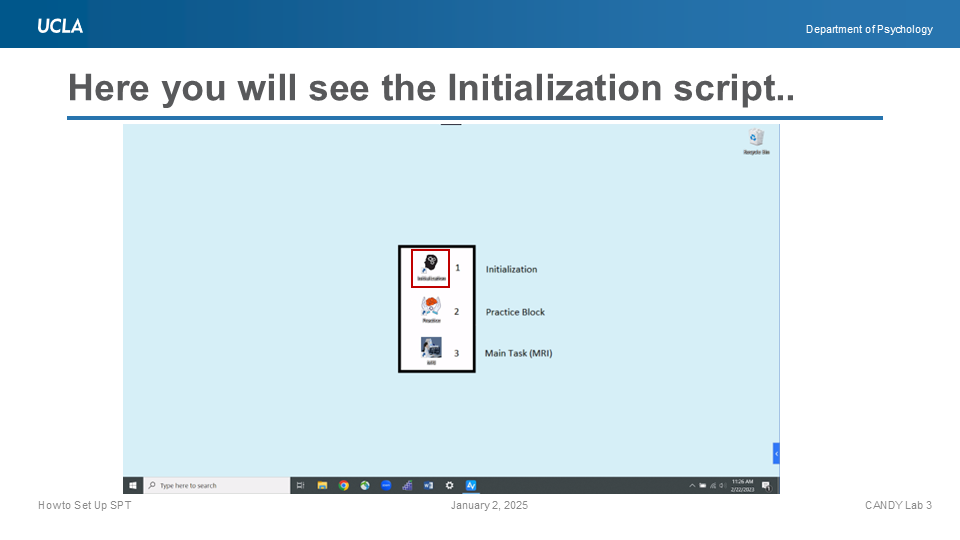 UCLA
Department of Psychology
Here you will see the Initialization script..
Recycle Bin
Initialization
1
Initialization
Practice
2
Practice Block
MRI
3
Main Task (MRI)
Type here to search
11:26 AM
2/22/2023
Howto Set Up SPT
January 2, 2025
CANDY Lab 3